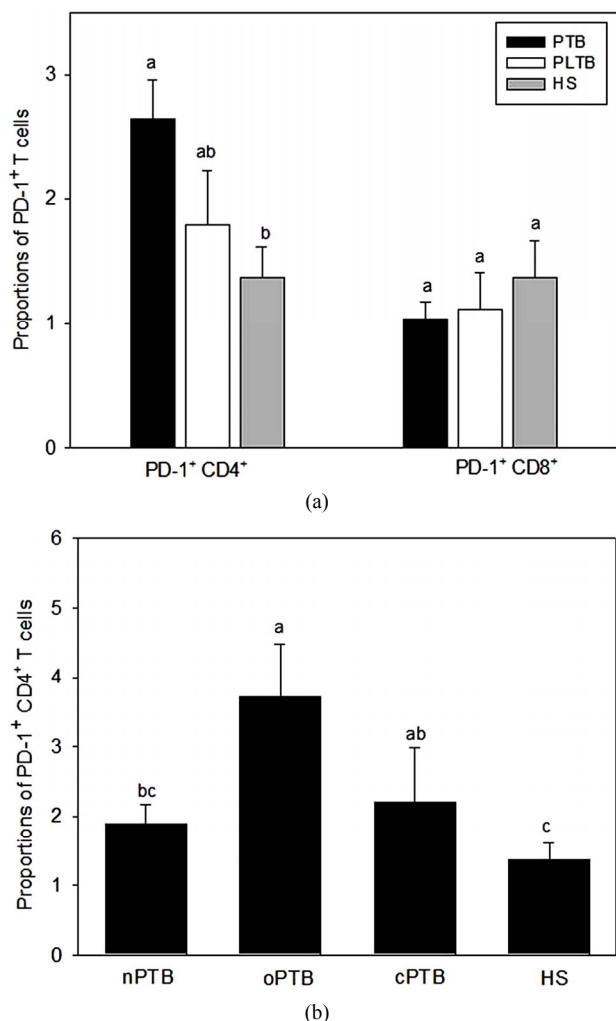 Proportions of PD-1⁺ T cells
3
2
1
0
PTB
PLTB
HS
a
ab
b
a
a
a
PD-1⁺ CD4⁺
PD-1⁺ CD8⁺
(a)
Proportions of PD-1⁺ CD4⁺ T cells
6
5
4
3
2
1
0
bc
a
ab
c
nPTB
oPTB
cPTB
HS
(b)